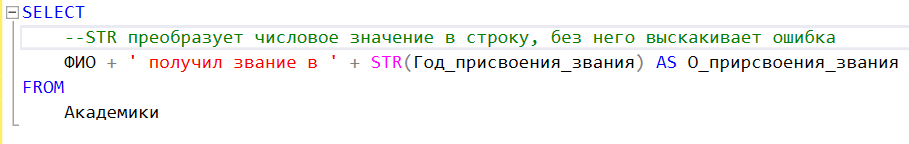 SELECT
--STR преобразует числовое значение в строку, без него выскакивает ошибка
ФИО + ' получил звание в ' + STR(Год_присвоения_звания) AS О_прирсвоения_звания
FROM
Академики